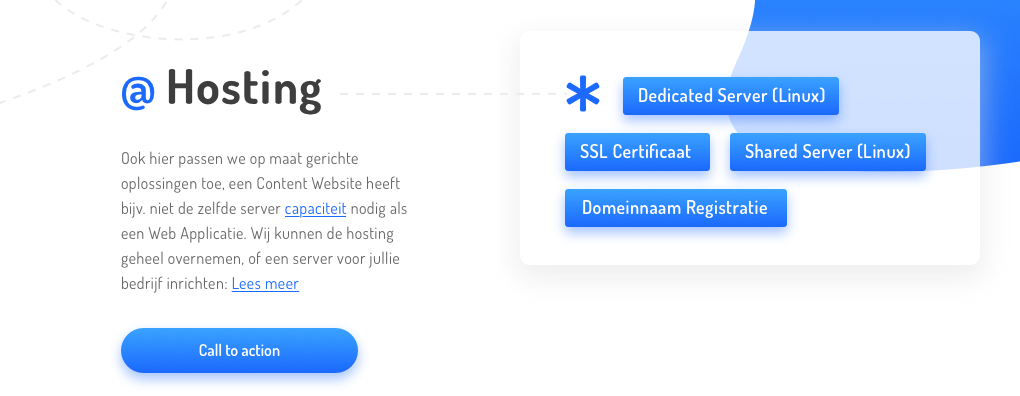 @ Hosting
Ook hier passen we op maat gerichte
oplossingen toe, een Content Website heeft
bijv. niet de zelfde server capaciteit nodig als
een Web Applicatie. Wij kunnen de hosting
geheel overnemen, of een server voor jullie
bedrijf inrichten: Lees meer
Call to action
* Dedicated Server (Linux)
SSL Certificaat Shared Server (Linux)
Domeinnaam Registratie